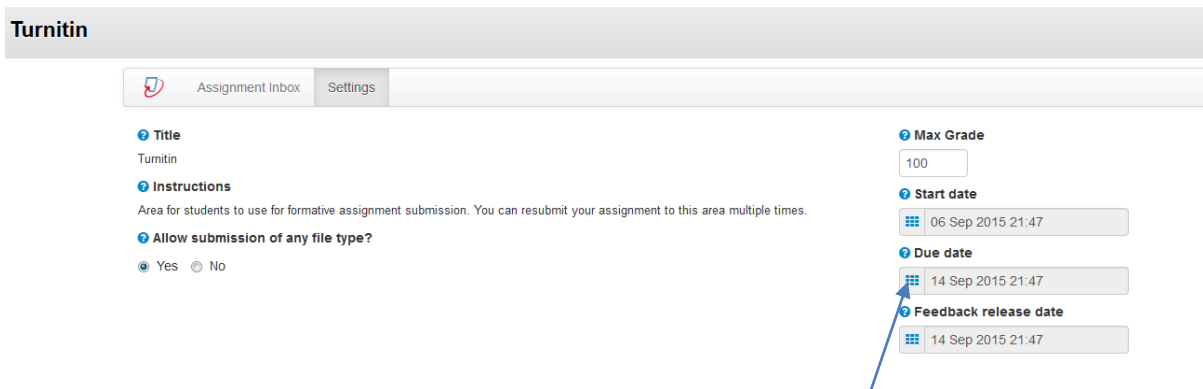 Turnitin
Assignment Inbox Settings
Title
Turnitin
Instructions
Area for students to use for formative assignment submission. You can resubmit your assignment to this area multiple times.
Allow submission of any file type?
Yes No
Max Grade
100
Start date
06 Sep 2015 21:47
Due date
14 Sep 2015 21:47
Feedback release date
14 Sep 2015 21:47